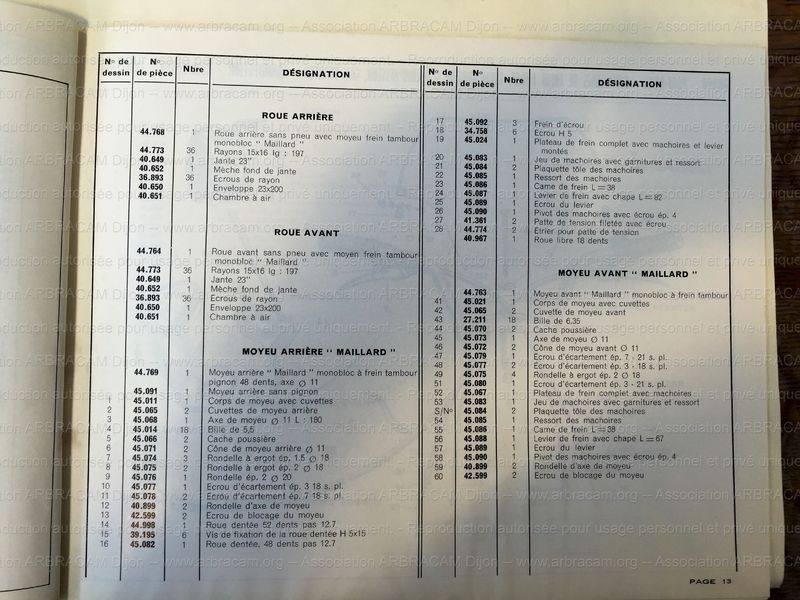 N° de dessin N° de pièce Nbre DÉSIGNATION
ROUE ARRIÈRE
44.768 1 Roue arrière sans pneu avec moyeu frein tambour
monobloc " Maillard "
44.773 36 Rayons 15x16 lg : 197
40.649 1 Jante 23"
40.652 1 Mèche fond de jante
36.893 36 Ecrous de rayon
40.650 1 Enveloppe 23x200
40.651 1 Chambre à air
ROUE AVANT
44.764 1 Roue avant sans pneu avec moyen frein tambour
monobloc " Maillard "
44.773 36 Rayons 15x16 lg : 197
40.649 1 Jante 23"
40.652 1 Mèche fond de jante
36.893 36 Ecrous de rayon
40.650 1 Enveloppe 23x200
40.651 1 Chambre à air
MOYEU ARRIÈRE " MAILLARD "
44.769 1 Moyeu arrière " Maillard " monobloc à frein tambour
pignon 48 dents, axe ∅ 11
45.091 1 Moyeu arrière sans pignon
1 45.011 1 Corps de moyeu avec cuvettes
2 45.065 2 Cuvettes de moyeu arrière
3 45.068 1 Axe de moyeu ∅ 11 L : 180
4 45.014 18 Bille de 5,5
5 45.066 2 Cache poussière
6 45.071 2 Cône de moyeu arrière ∅ 11
7 45.074 3 Rondelle à ergot ép. 1.5 ∅ 18
8 45.075 2 Rondelle à ergot ép. 2 ∅ 18
9 45.076 1 Rondelle ép. 2 ∅ 20
10 45.077 1 Ecrou d'écartement ép. 3 18 s. pl.
11 45.078 2 Ecrou d'écartement ép. 7 18 s. pl.
12 40.899 2 Rondelle d'axe de moyeu
13 42.599 2 Ecrou de blocage du moyeu
14 44.998 1 Roue dentée 52 dents pas 12.7
15 39.195 6 Vis de fixation de la roue dentée H 5x15
16 45.082 1 Roue dentée, 48 dents pas 12.7
N° de dessin N° de pièce Nbre DÉSIGNATION
17 45.092 3 Frein d'écrou
18 34.758 6 Ecrou H 5
19 45.024 1 Plateau de frein complet avec machoires et levier
montés
20 45.083 1 Jeu de machoires avec garnitures et ressort
21 45.084 2 Plaquette tôle des machoires
22 45.085 1 Ressort des machoires
23 45.086 1 Came de frein L = 38
24 45.087 1 Levier de frein avec chape L = 82
25 45.089 1 Ecrou du levier
26 45.090 1 Pivot des machoires avec écrou ép. 4
27 41.361 2 Patte de tension filetée avec écrou
28 44.774 2 Etrier pour patte de tension
40.967 1 Roue libre 18 dents
MOYEU AVANT " MAILLARD "
44.763 1 Moyeu avant " Maillard " monobloc à frein tambour
41 45.021 1 Corps de moyeu avec cuvettes
42 45.065 2 Cuvette de moyeu avant
43 27.211 18 Bille de 6,35
44 45.070 2 Cache poussière
45 45.073 1 Axe de moyeu ∅ 11
46 45.072 2 Cône de moyeu avant ∅ 11
47 45.079 1 Ecrou d'écartement ép. 7 - 21 s. pl.
48 45.077 2 Ecrou d'écartement ép. 3 - 18 s. pl.
49 45.075 4 Rondelle à ergot ép. 2 ∅ 18
51 45.080 1 Ecrou d'écartement ép. 3 - 21 s. pl.
52 45.067 1 Plateau de frein complet avec machoires
53 45.083 1 Jeu de machoires avec garnitures et ressort
S/N° 45.084 2 Plaquette tôle des machoires
54 45.085 1 Ressort des machoires
55 45.086 1 Came de frein L = 38
56 45.088 1 Levier de frein avec chape L = 67
57 45.089 1 Ecrou du levier
58 45.090 1 Pivot des machoires avec écrou ép. 4
59 40.899 2 Rondelle d'axe de moyeu
60 42.599 2 Ecrou de blocage du moyeu
PAGE 13
Reproduction autorisée pour usage personnel et privé uniquement - Association ARBRACAM Dijon – www.arbracam.org